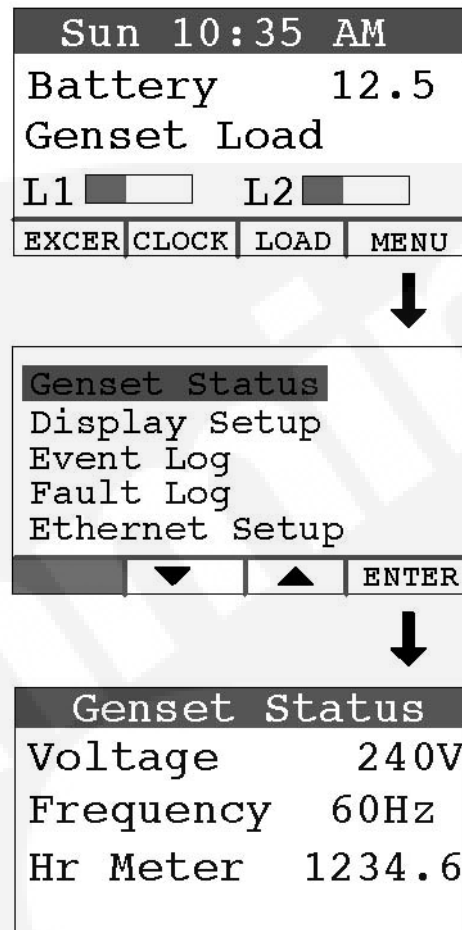 Sun 10:35 AM
Battery 12.5
Genset Load
L1 L2
EXCER CLOCK LOAD MENU
Genset Status
Display Setup
Event Log
Fault Log
Ethernet Setup
ENTER
Genset Status
Voltage 240V
Frequency 60Hz
Hr Meter 1234.6